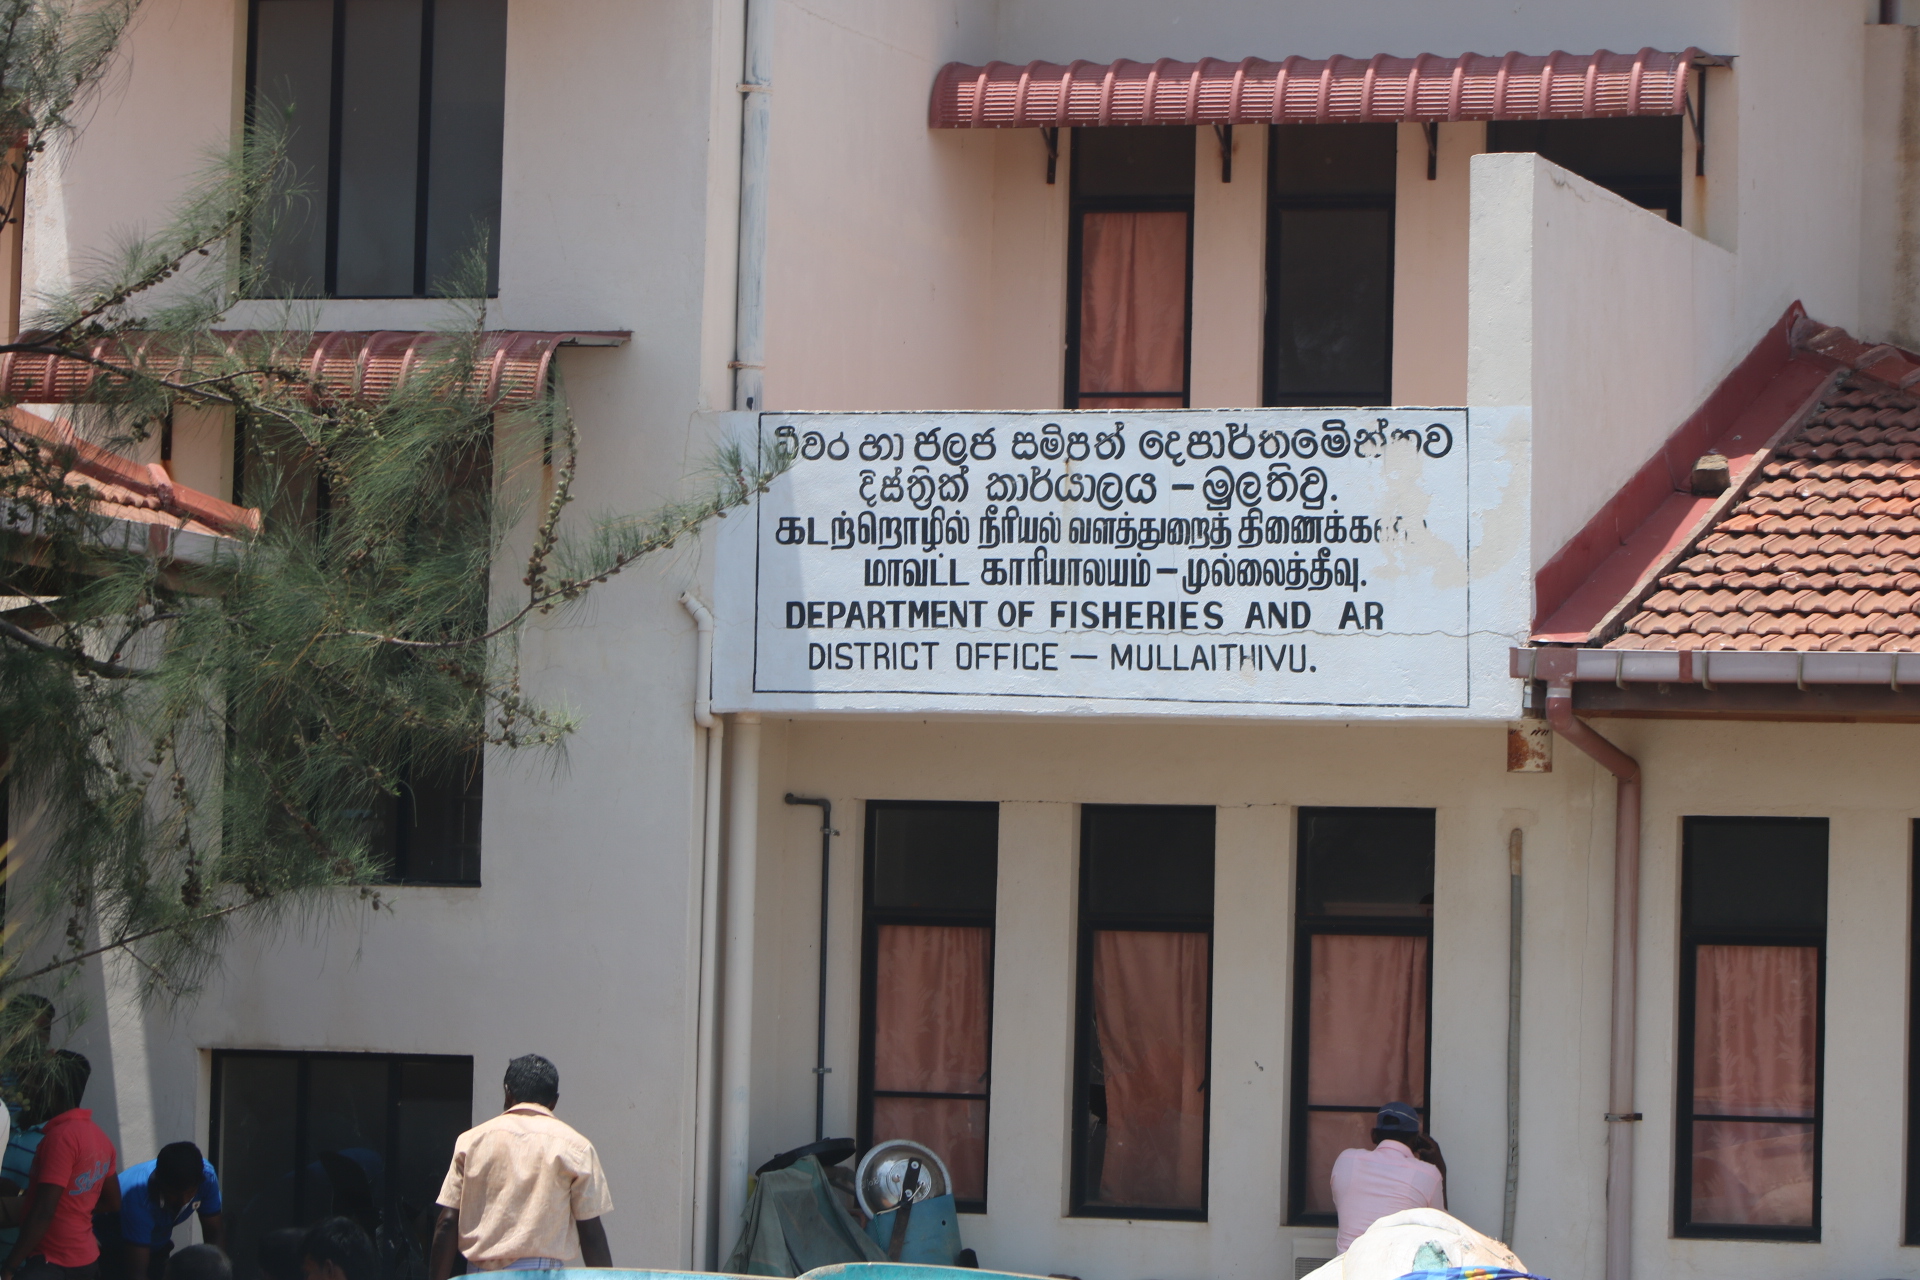 ධීවර හා ජලජ සම්පත් දෙපාර්තමේන්තුව
දිස්ත්‍රික් කාර්යාලය – මුලතිවු.
கடற்றொழில் நீரியல் வளத்துறைத்
மாவட்ட காரியாலயம் – முல்லைத்தீவு.
DEPARTMENT OF FISHERIES AND AR
DISTRICT OFFICE – MULLAITHIVU.